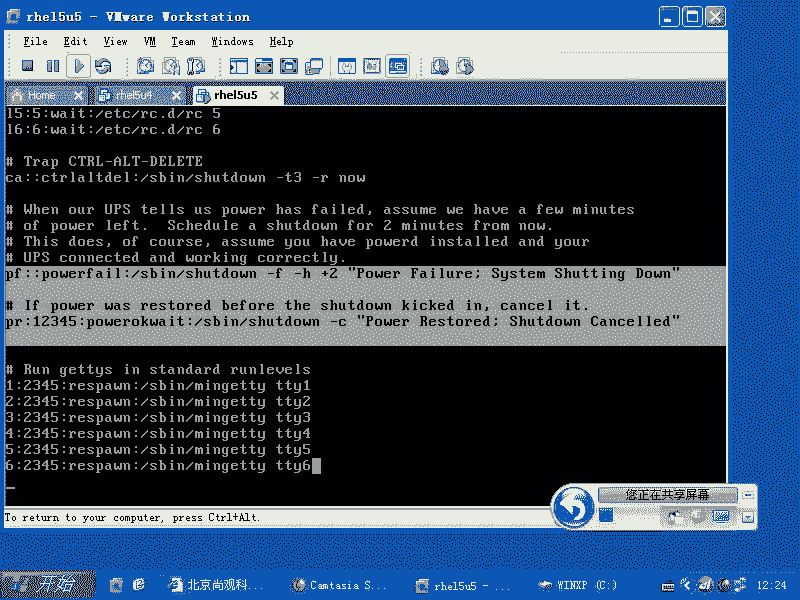 rhel5u5 - VMware Workstation
File Edit View VM Team Windows Help
Home rhel5u4 rhel5u5
l5:5:wait:/etc/rc.d/rc 5
l6:6:wait:/etc/rc.d/rc 6
# Trap CTRL-ALT-DELETE
ca::ctrlaltdel:/sbin/shutdown -t3 -r now
# When our UPS tells us power has failed, assume we have a few minutes
# of power left.  Schedule a shutdown for 2 minutes from now.
# This does, of course, assume you have powerd installed and your
# UPS connected and working correctly.
pf::powerfail:/sbin/shutdown -f -h +2 "Power Failure; System Shutting Down"
# If power was restored before the shutdown kicked in, cancel it.
pr:12345:powerokwait:/sbin/shutdown -c "Power Restored; Shutdown Cancelled"
# Run gettys in standard runlevels
1:2345:respawn:/sbin/mingetty tty1
2:2345:respawn:/sbin/mingetty tty2
3:2345:respawn:/sbin/mingetty tty3
4:2345:respawn:/sbin/mingetty tty4
5:2345:respawn:/sbin/mingetty tty5
6:2345:respawn:/sbin/mingetty tty6
您正在共享屏幕
To return to your computer, press Ctrl+Alt.
开始 北京尚观科... Camtasia S... rhel5u5 - ... WINXP (C:) 12:24